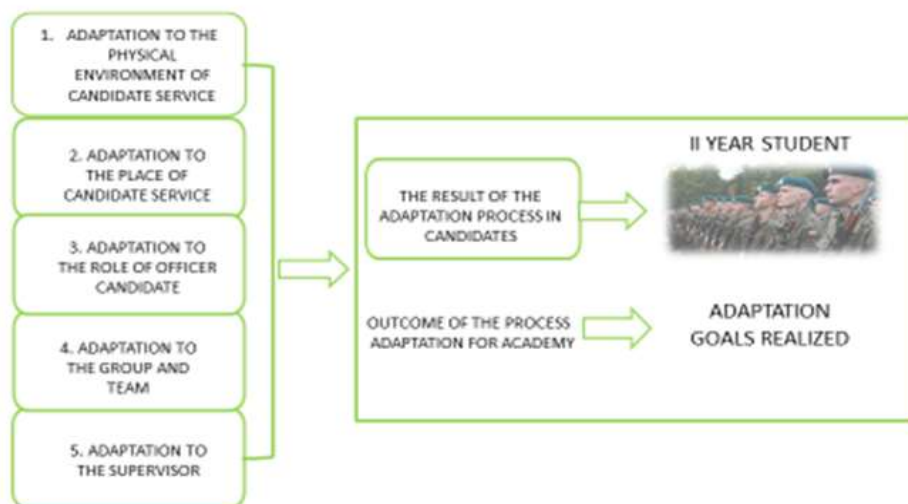 1. ADAPTATION TO THE
PHYSICAL
ENVIRONMENT OF
CANDIDATE SERVICE
2. ADAPTATION TO
THE PLACE OF
CANDIDATE SERVICE
3. ADAPTATION TO
THE ROLE OF OFFICER
CANDIDATE
4. ADAPTATION TO
THE GROUP AND
TEAM
5. ADAPTATION TO
THE SUPERVISOR
THE RESULT OF THE
ADAPTATION PROCESS IN
CANDIDATES
II YEAR STUDENT
OUTCOME OF THE PROCESS
ADAPTATION FOR ACADEMY
ADAPTATION
GOALS REALIZED